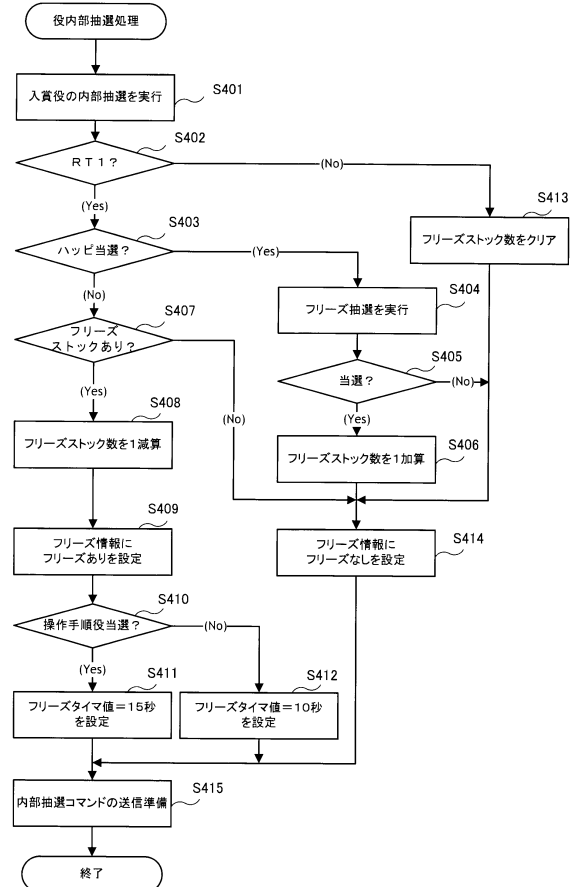 役内部抽選処理
入賞役の内部抽選を実行
S401
RT1?
S402
(No)
(Yes)
S413
フリーズストック数をクリア
ハッピ当選?
S403
(Yes)
(No)
S404
フリーズ抽選を実行
フリーズ
ストックあり?
S407
当選?
S405
(No)
(Yes)
(No)
(Yes)
S408
フリーズストック数を1減算
S406
フリーズストック数を1加算
S409
フリーズ情報に
フリーズありを設定
フリーズ情報に
フリーズなしを設定
S414
操作手順役当選?
S410
(No)
(Yes)
S411
フリーズタイマ値=15秒
を設定
S412
フリーズタイマ値=10秒
を設定
内部抽選コマンドの送信準備
S415
終了